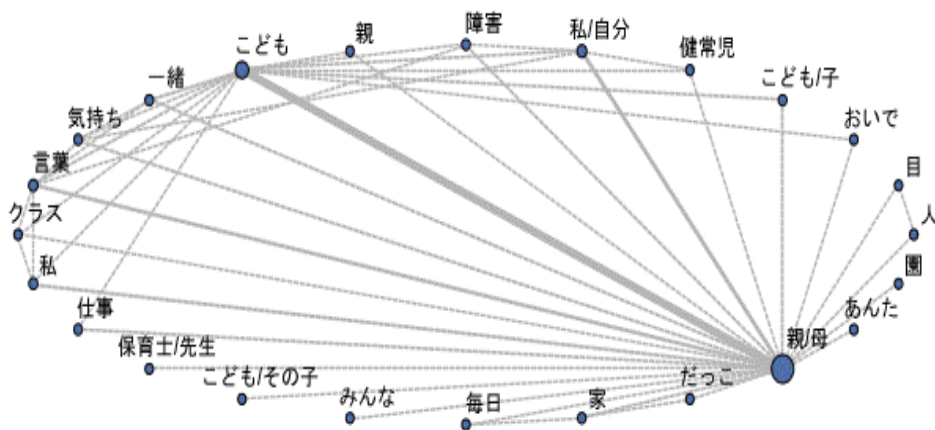 障害
私/自分
親
こども
健常児
一緒
こども/子
気持ち
おいで
言葉
目
クラス
人
私
園
仕事
あんた
親/母
保育士/先生
こども/その子
だっこ
みんな
毎日
家